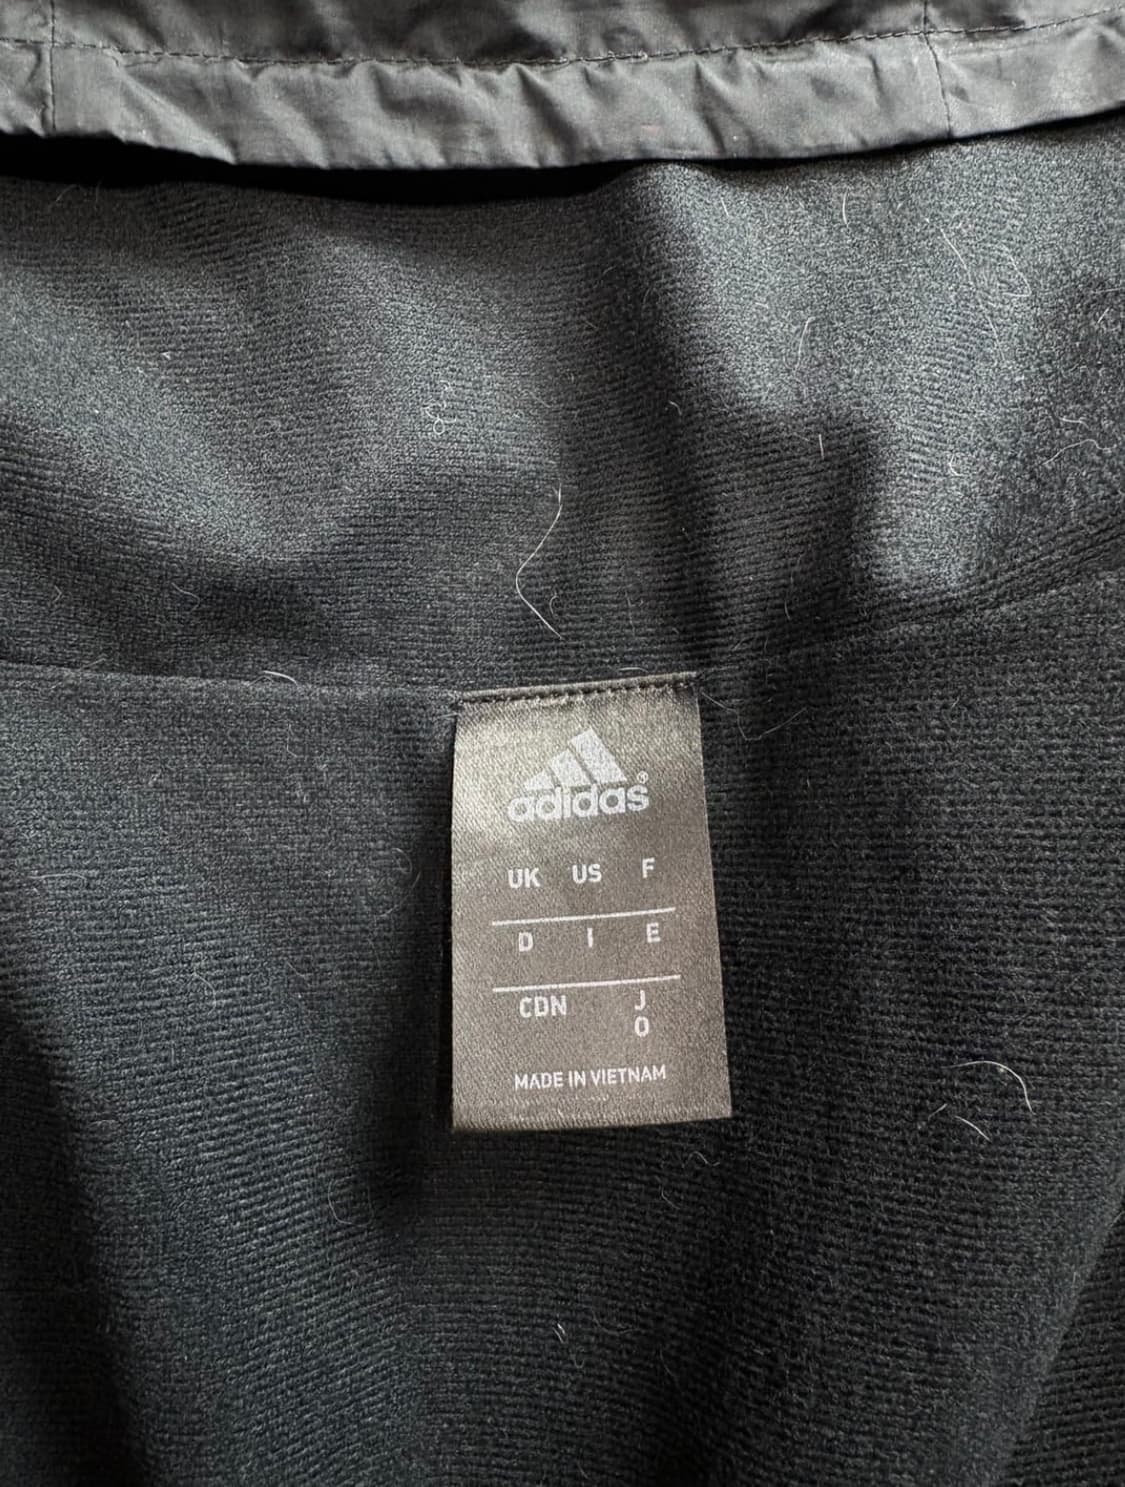 adidas®
UK US F
D I E
CDN J
O
MADE IN VIETNAM